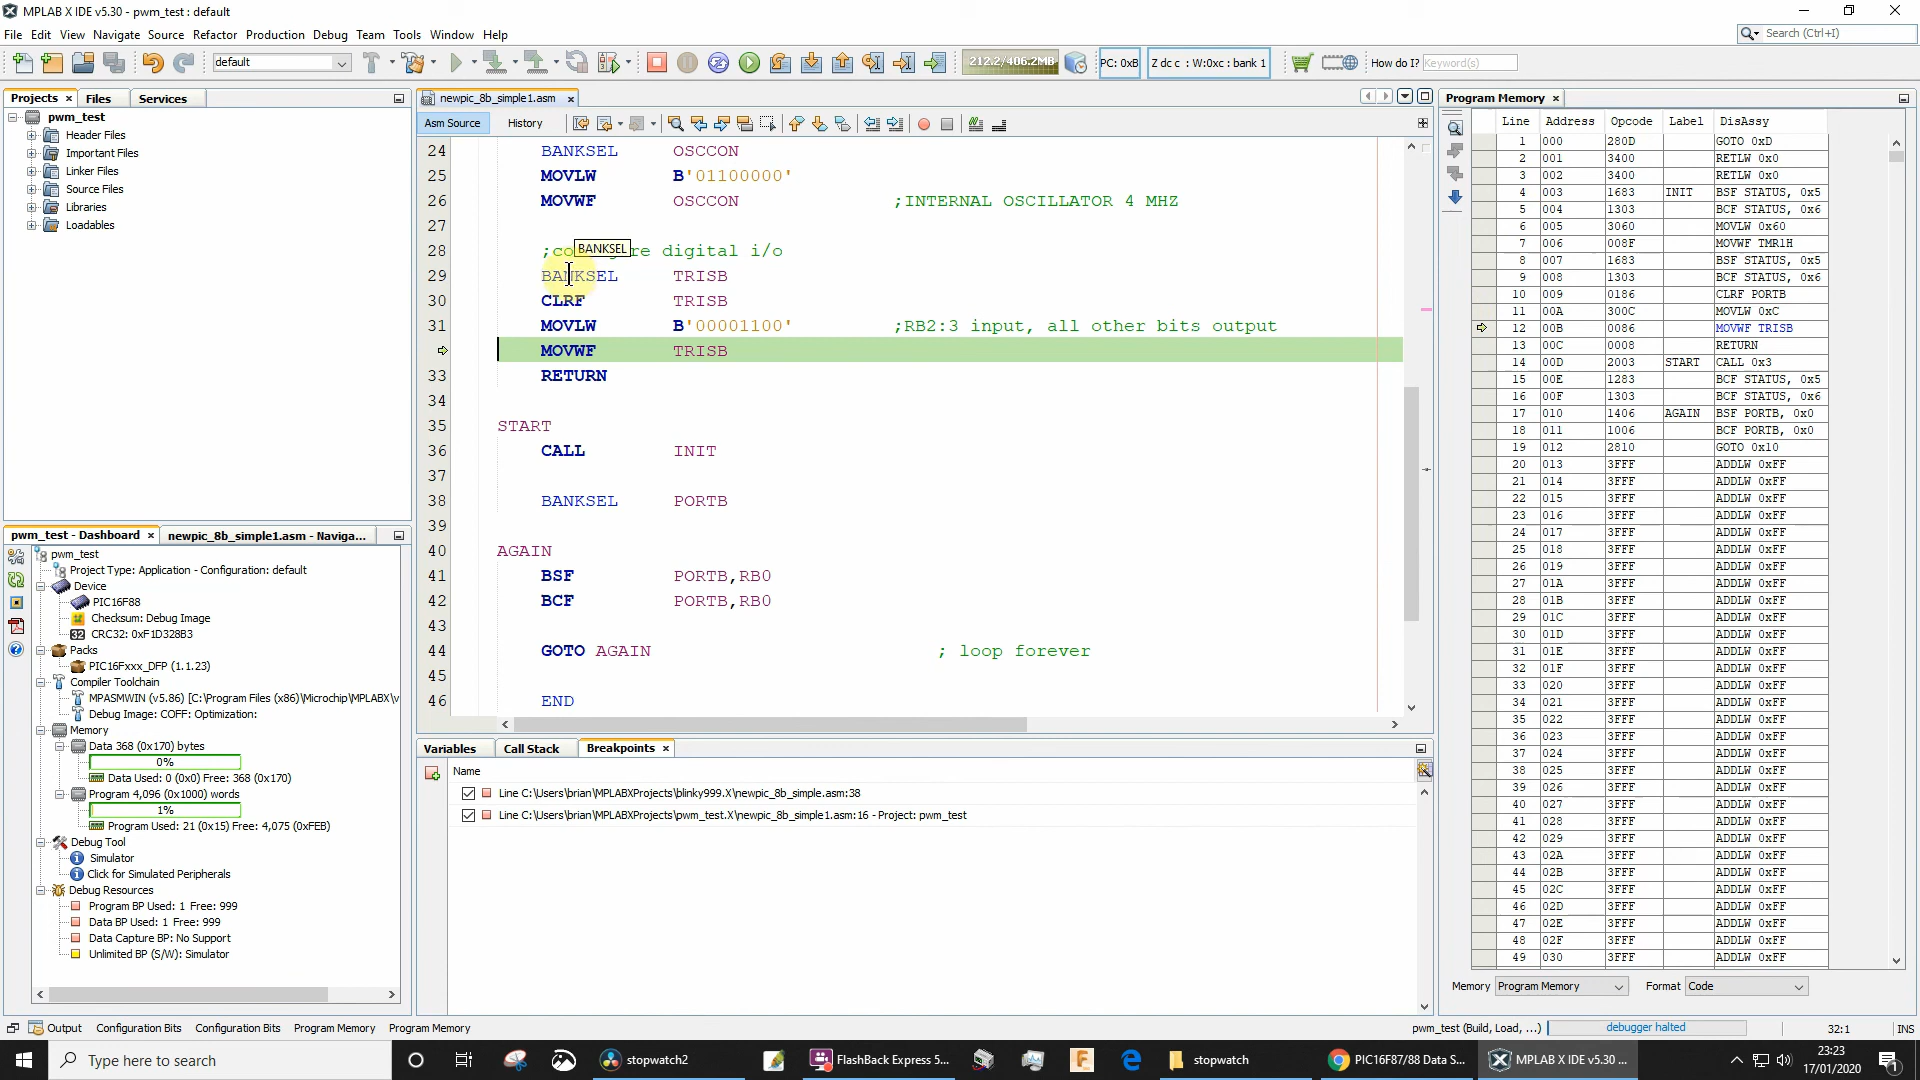 MPLAB X IDE v5.30 - pwm_test : default
File Edit View Navigate Source Refactor Production Debug Team Tools Window Help
Search (Ctrl+I)
default
212.2/406.2MB
PC: 0xB
Z dc c : W:0xc : bank 1
How do I? Keyword(s)
Projects Files Services
pwm_test
Header Files
Important Files
Linker Files
Source Files
Libraries
Loadables
newpic_8b_simple1.asm
Asm Source History
24 BANKSEL OSCCON
25 MOVLW B'01100000'
26 MOVWF OSCCON ;INTERNAL OSCILLATOR 4 MHZ
27
28 ;co re digital i/o
BANKSEL
29 BANKSEL TRISB
30 CLRF TRISB
31 MOVLW B'00001100' ;RB2:3 input, all other bits output
MOVWF TRISB
33 RETURN
34
35 START
36 CALL INIT
37
38 BANKSEL PORTB
39
40 AGAIN
41 BSF PORTB,RB0
42 BCF PORTB,RB0
43
44 GOTO AGAIN ; loop forever
45
46 END
Program Memory
Line Address Opcode Label DisAssy
1 000 280D GOTO 0xD
2 001 3400 RETLW 0x0
3 002 3400 RETLW 0x0
4 003 1683 INIT BSF STATUS, 0x5
5 004 1303 BCF STATUS, 0x6
6 005 3060 MOVLW 0x60
7 006 008F MOVWF TMR1H
8 007 1683 BSF STATUS, 0x5
9 008 1303 BCF STATUS, 0x6
10 009 0186 CLRF PORTB
11 00A 300C MOVLW 0xC
12 00B 0086 MOVWF TRISB
13 00C 0008 RETURN
14 00D 2003 START CALL 0x3
15 00E 1283 BCF STATUS, 0x5
16 00F 1303 BCF STATUS, 0x6
17 010 1406 AGAIN BSF PORTB, 0x0
18 011 1006 BCF PORTB, 0x0
19 012 2810 GOTO 0x10
20 013 3FFF ADDLW 0xFF
21 014 3FFF ADDLW 0xFF
22 015 3FFF ADDLW 0xFF
23 016 3FFF ADDLW 0xFF
24 017 3FFF ADDLW 0xFF
25 018 3FFF ADDLW 0xFF
26 019 3FFF ADDLW 0xFF
27 01A 3FFF ADDLW 0xFF
28 01B 3FFF ADDLW 0xFF
29 01C 3FFF ADDLW 0xFF
30 01D 3FFF ADDLW 0xFF
31 01E 3FFF ADDLW 0xFF
32 01F 3FFF ADDLW 0xFF
33 020 3FFF ADDLW 0xFF
34 021 3FFF ADDLW 0xFF
35 022 3FFF ADDLW 0xFF
36 023 3FFF ADDLW 0xFF
37 024 3FFF ADDLW 0xFF
38 025 3FFF ADDLW 0xFF
39 026 3FFF ADDLW 0xFF
40 027 3FFF ADDLW 0xFF
41 028 3FFF ADDLW 0xFF
42 029 3FFF ADDLW 0xFF
43 02A 3FFF ADDLW 0xFF
44 02B 3FFF ADDLW 0xFF
45 02C 3FFF ADDLW 0xFF
46 02D 3FFF ADDLW 0xFF
47 02E 3FFF ADDLW 0xFF
48 02F 3FFF ADDLW 0xFF
49 030 3FFF ADDLW 0xFF
Memory Program Memory Format Code
pwm_test - Dashboard newpic_8b_simple1.asm - Naviga...
pwm_test
Project Type: Application - Configuration: default
Device
PIC16F88
Checksum: Debug Image
32 CRC32: 0xF1D328B3
Packs
PIC16Fxxx_DFP (1.1.23)
Compiler Toolchain
MPASMWIN (v5.86) [C:\Program Files (x86)\Microchip\MPLABX\v
Debug Image: COFF: Optimization:
Memory
Data 368 (0x170) bytes
0%
Data Used: 0 (0x0) Free: 368 (0x170)
Program 4,096 (0x1000) words
1%
Program Used: 21 (0x15) Free: 4,075 (0xFEB)
Debug Tool
Simulator
Click for Simulated Peripherals
Debug Resources
Program BP Used: 1 Free: 999
Data BP Used: 1 Free: 999
Data Capture BP: No Support
Unlimited BP (S/W): Simulator
Variables Call Stack Breakpoints
Name
Line C:\Users\brian\MPLABXProjects\blinky999.X\newpic_8b_simple.asm:38
Line C:\Users\brian\MPLABXProjects\pwm_test.X\newpic_8b_simple1.asm:16 - Project: pwm_test
Output Configuration Bits Configuration Bits Program Memory Program Memory
pwm_test (Build, Load, ...) debugger halted 32:1 INS
Type here to search
stopwatch2
FlashBack Express 5...
stopwatch
PIC16F87/88 Data S...
MPLAB X IDE v5.30 ...
23:23
17/01/2020
1